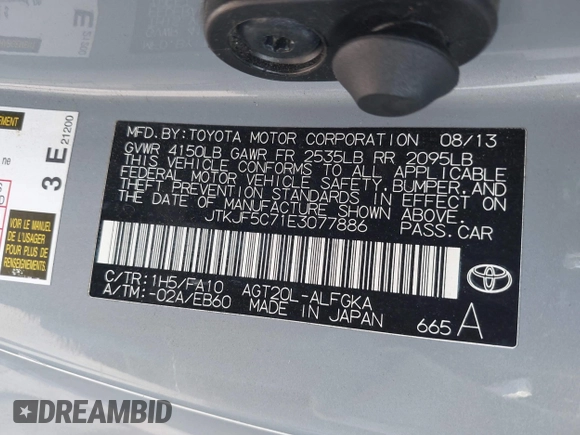 MFD. BY: TOYOTA MOTOR CORPORATION 08/13
GVWR 4150LB GAWR FR 2535LB RR 2095LB
THIS VEHICLE CONFORMS TO ALL APPLICABLE
FEDERAL MOTOR VEHICLE SAFETY, BUMPER, AND
THEFT PREVENTION STANDARDS IN EFFECT ON
THE DATE OF MANUFACTURE SHOWN ABOVE.
JTKJF5C71E3077886 PASS.CAR
C/TR: 1H5/FA10 AGT20L-ALFGKA
A/TM: -02A/EB60 MADE IN JAPAN
665 A
TOYOTA
3 E
21200
ne
MANUEL
DE
L'USAGER
POUR PLUS
DE
E
DREAMBID